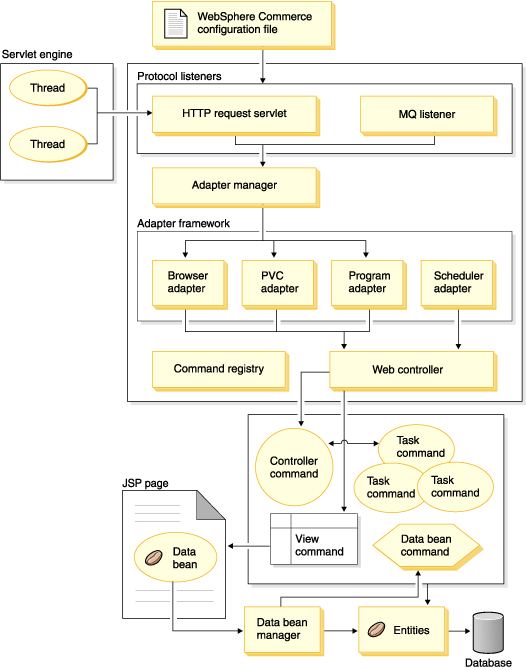 WebSphere Commerce
configuration file
Servlet engine
Thread
Thread
Protocol listeners
HTTP request servlet
MQ listener
Adapter manager
Adapter framework
Browser
adapter
PVC
adapter
Program
adapter
Scheduler
adapter
Command registry
Web controller
Controller
command
Task
command
Task
command
Task
command
JSP page
Data
bean
View
command
Data bean
command
Data bean
manager
Entities
Database